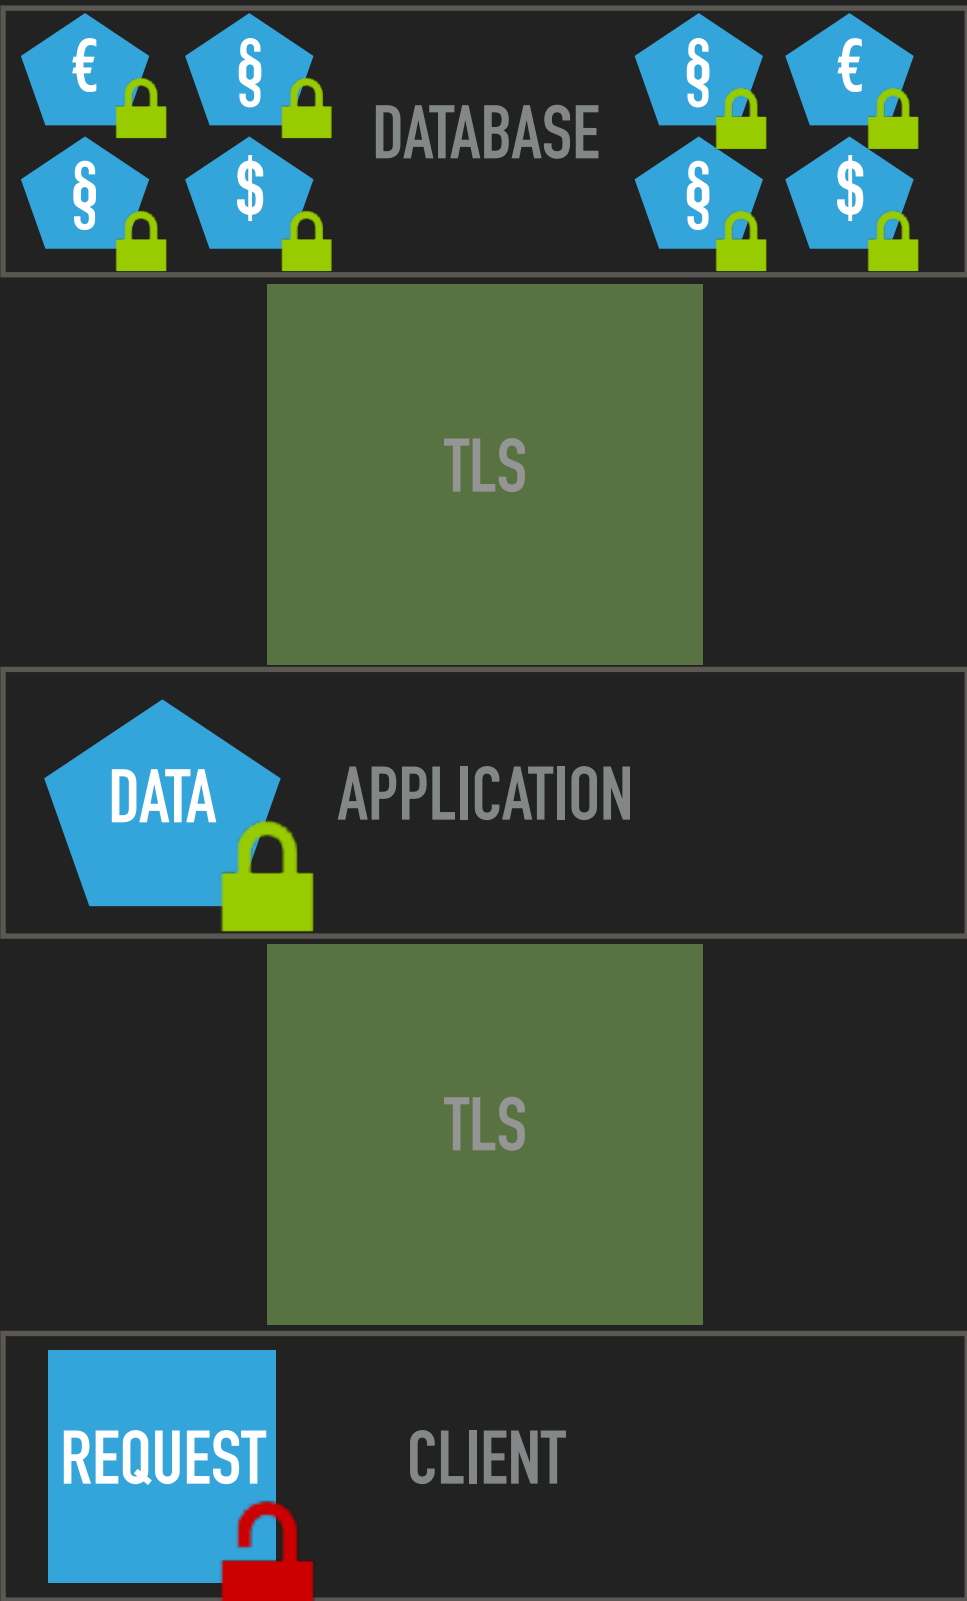 € § § €
DATABASE
§ $ § $
TLS
DATA
APPLICATION
TLS
REQUEST
CLIENT